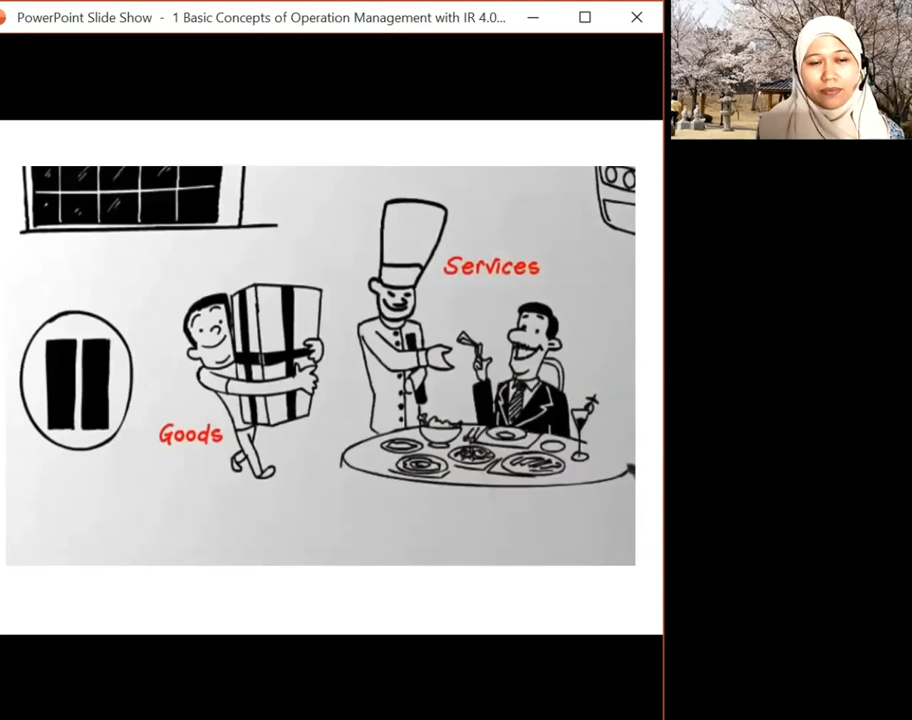 PowerPoint Slide Show - 1 Basic Concepts of Operation Management with IR 4.0...
Services
Goods